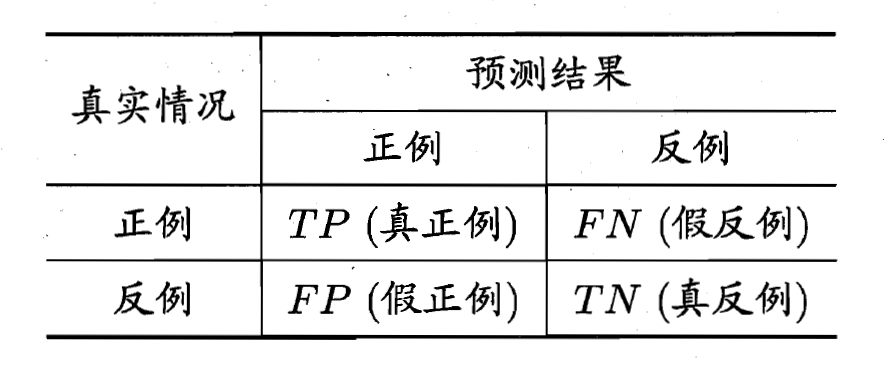 预测结果
真实情况
正例 反例
正例 TP (真正例) FN (假反例)
反例 FP (假正例) TN (真反例)